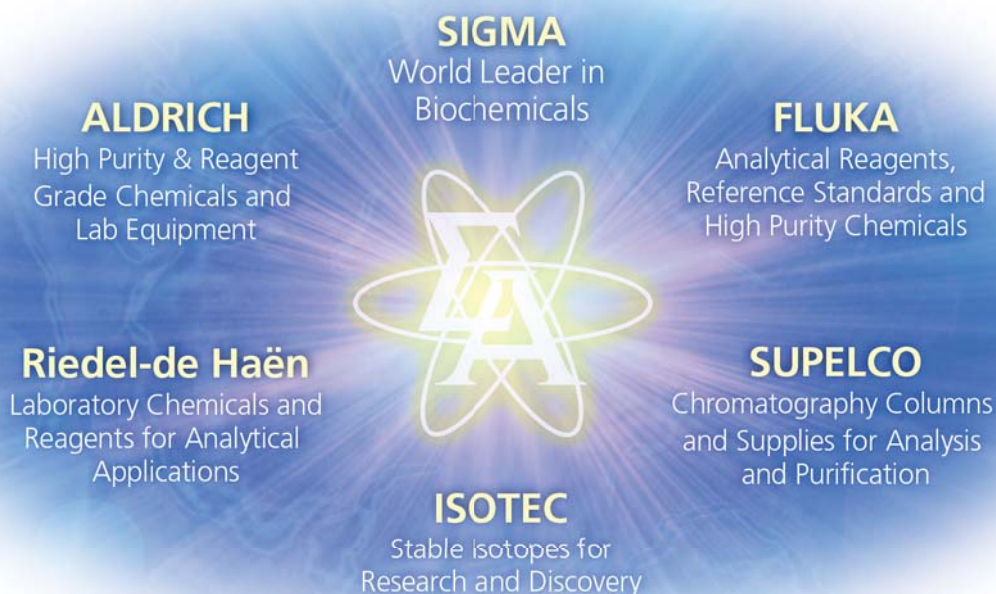 SIGMA
World Leader in
Biochemicals
ALDRICH
High Purity & Reagent
Grade Chemicals and
Lab Equipment
FLUKA
Analytical Reagents,
Reference Standards and
High Purity Chemicals
ΣA
Riedel-de Haën
Laboratory Chemicals and
Reagents for Analytical
Applications
SUPELCO
Chromatography Columns
and Supplies for Analysis
and Purification
ISOTEC
Stable Isotopes for
Research and Discovery